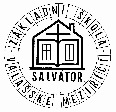 ZÁKLADNÍ ŠKOLA
SALVATOR
VALAŠSKÉ MEZIŘÍČÍ